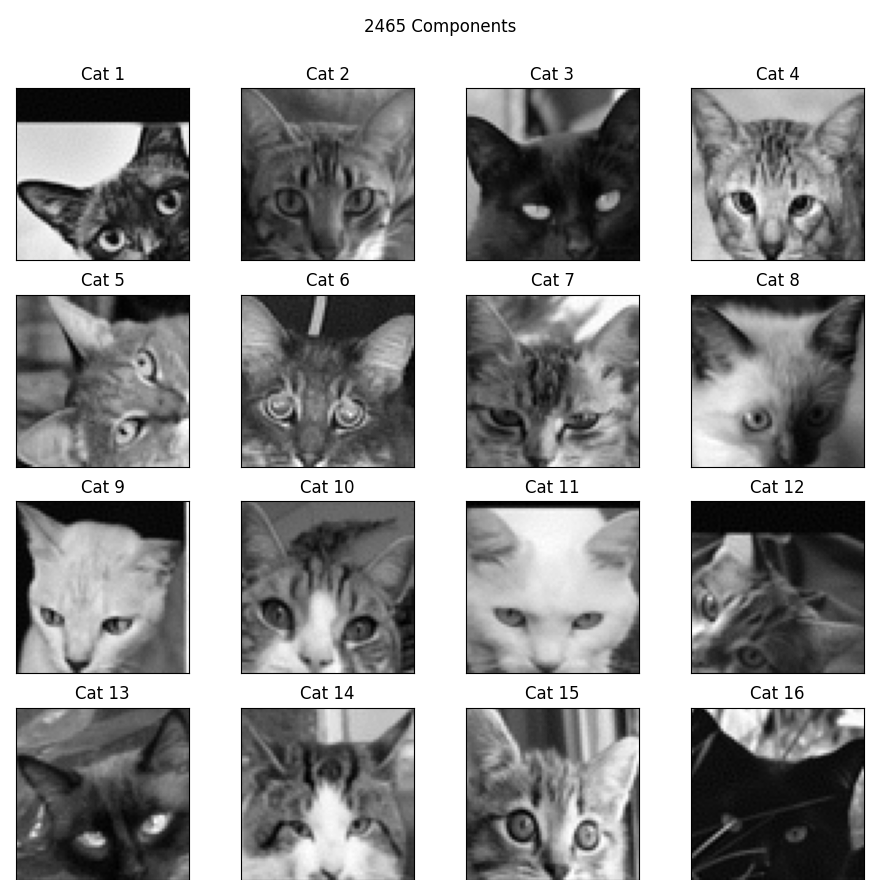 2465 Components
Cat 1 Cat 2 Cat 3 Cat 4
Cat 5 Cat 6 Cat 7 Cat 8
Cat 9 Cat 10 Cat 11 Cat 12
Cat 13 Cat 14 Cat 15 Cat 16